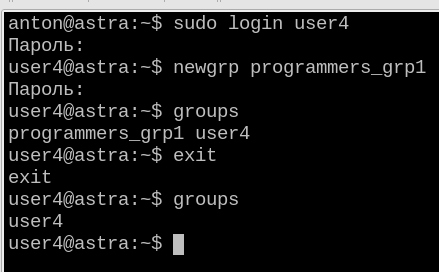 anton@astra:~$ sudo login user4
Пароль:
user4@astra:~$ newgrp programmers_grp1
Пароль:
user4@astra:~$ groups
programmers_grp1 user4
user4@astra:~$ exit
exit
user4@astra:~$ groups
user4
user4@astra:~$